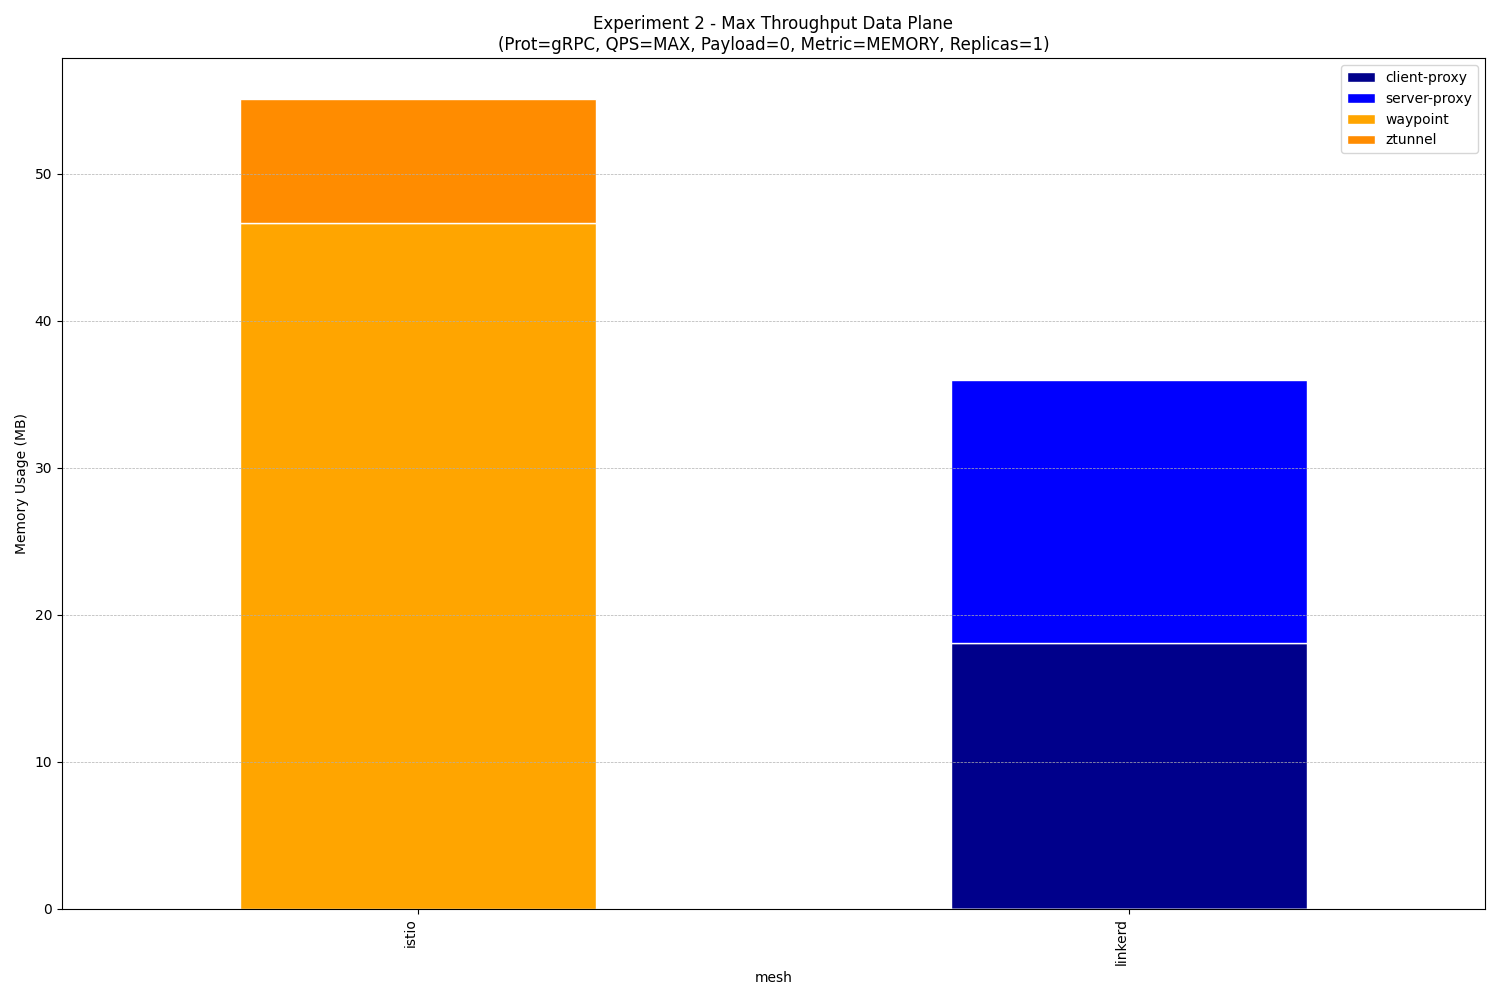 Experiment 2 - Max Throughput Data Plane
(Prot=gRPC, QPS=MAX, Payload=0, Metric=MEMORY, Replicas=1)
client-proxy
server-proxy
waypoint
ztunnel
Memory Usage (MB)
50
40
30
20
10
0
istio
linkerd
mesh